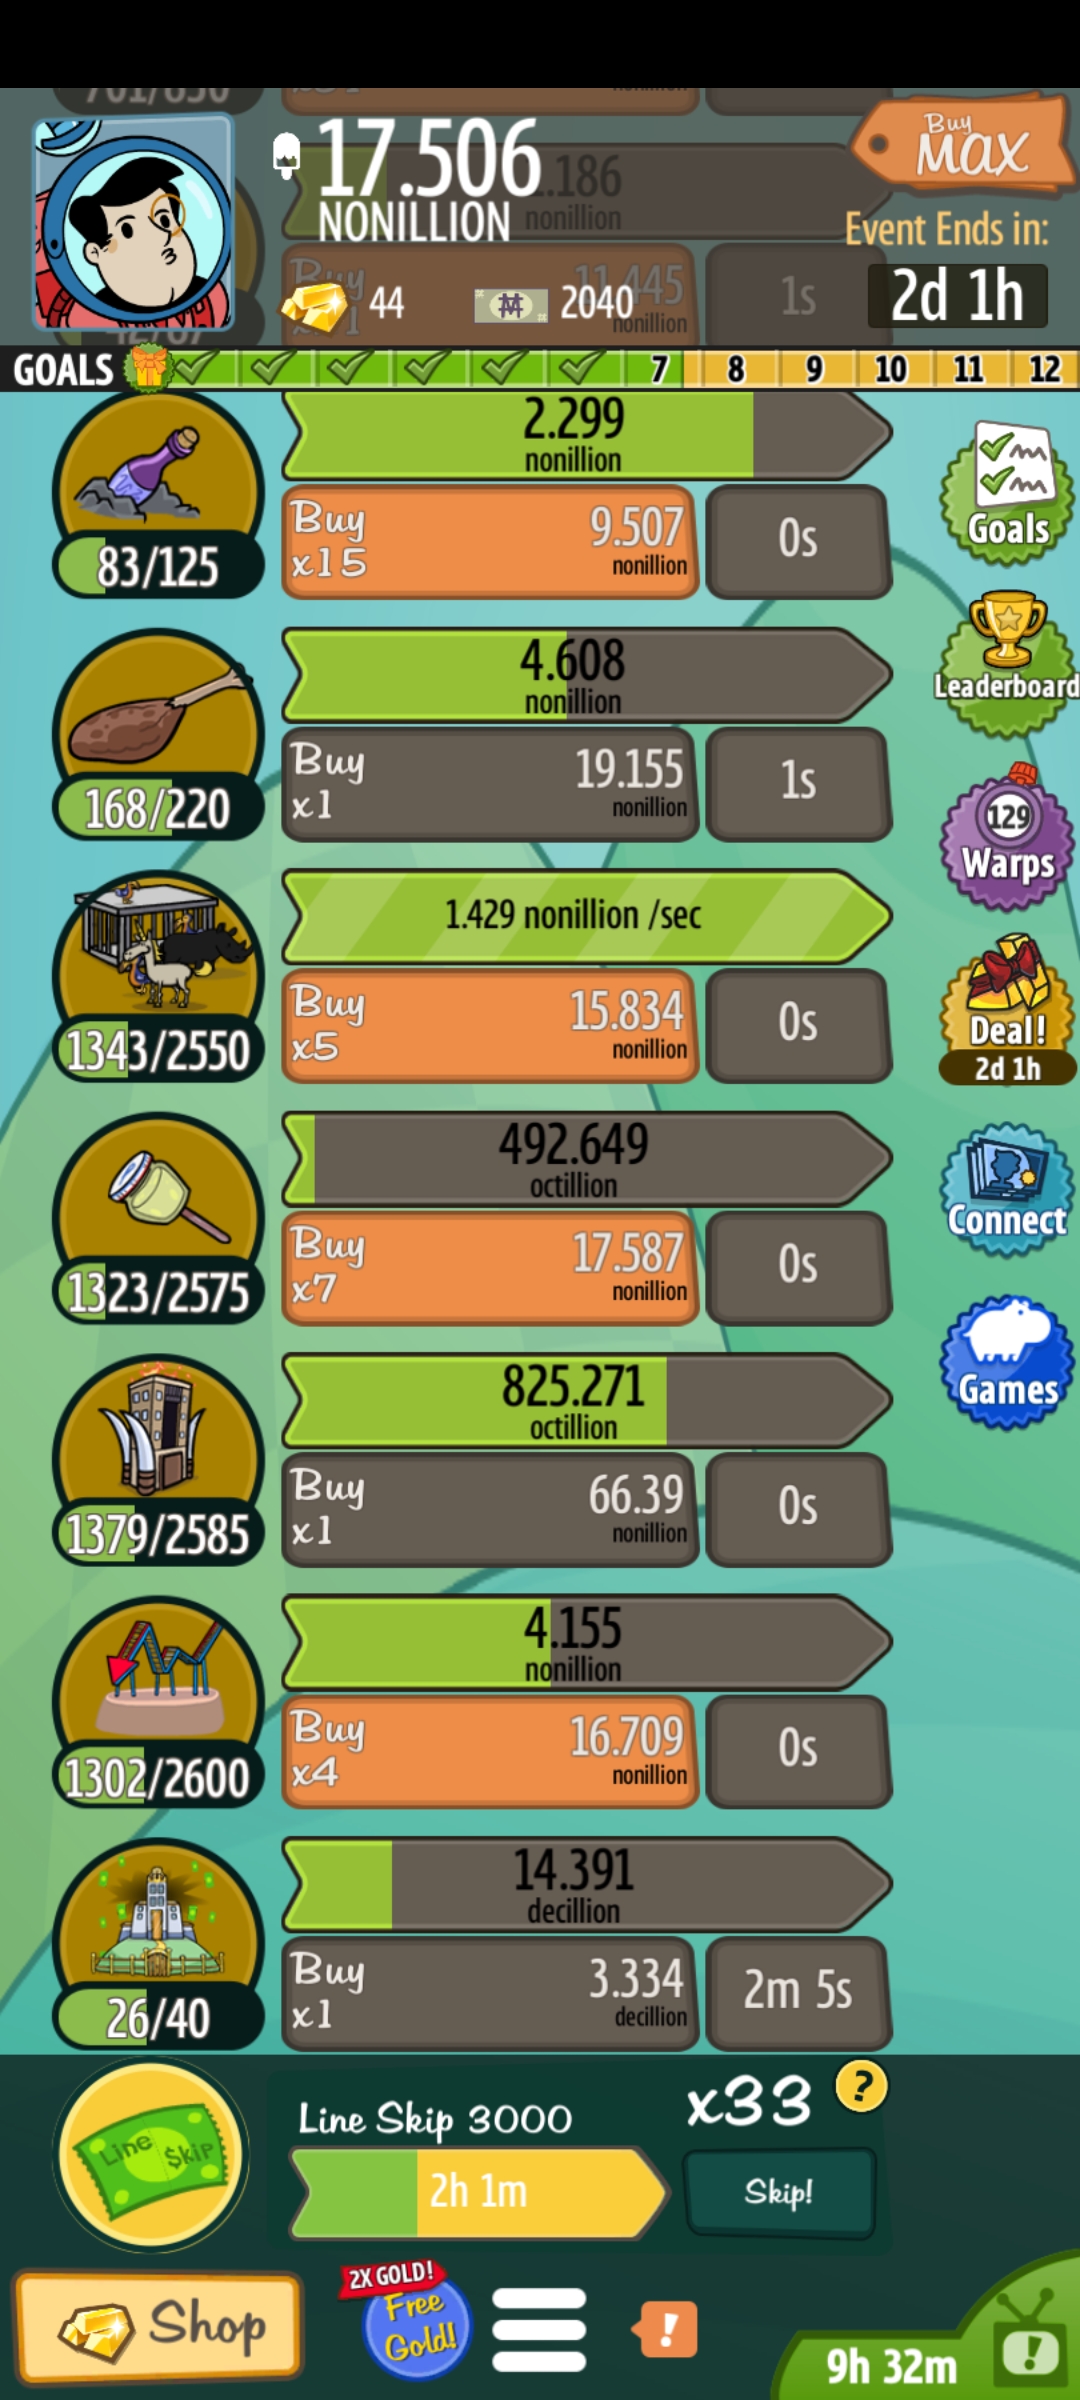 701/850
17.506
NONILLION
.186
nonillion
Buy
MAX
Event Ends in:
2d 1h
44
2040
Buy
11.445
nonillion
1s
GOALS
7
8
9
10
11
12
2.299
nonillion
Buy
x15
9.507
nonillion
0s
83/125
Goals
4.608
nonillion
Buy
x1
19.155
nonillion
1s
168/220
Leaderboard
129
Warps
1.429 nonillion /sec
Buy
x5
15.834
nonillion
0s
1343/2550
Deal!
2d 1h
492.649
octillion
Buy
x7
17.587
nonillion
0s
1323/2575
Connect
825.271
octillion
Buy
x1
66.39
nonillion
0s
1379/2585
Games
4.155
nonillion
Buy
x4
16.709
nonillion
0s
1302/2600
14.391
decillion
Buy
x1
3.334
decillion
2m 5s
26/40
Line $kip
Line Skip 3000
x33
?
2h 1m
Skip!
Shop
2X GOLD!
Free
Gold!
!
9h 32m
!